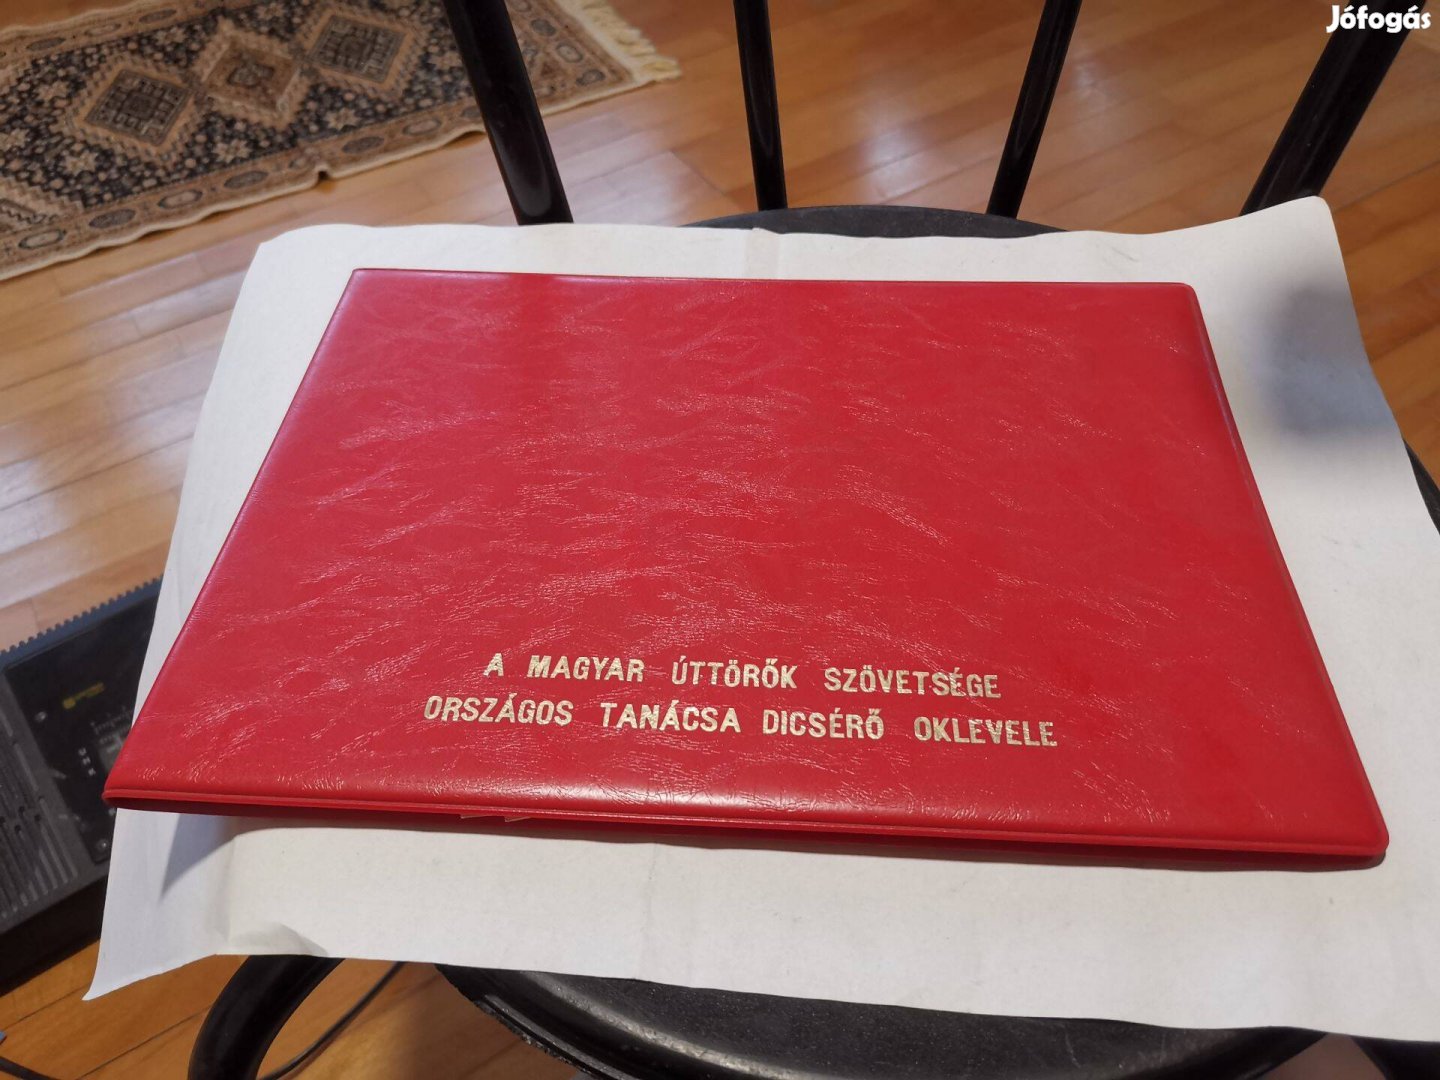 Jófogás
A MAGYAR ÚTTÖRŐK SZÖVETSÉGE
ORSZÁGOS TANÁCSA DICSÉRŐ OKLEVELE